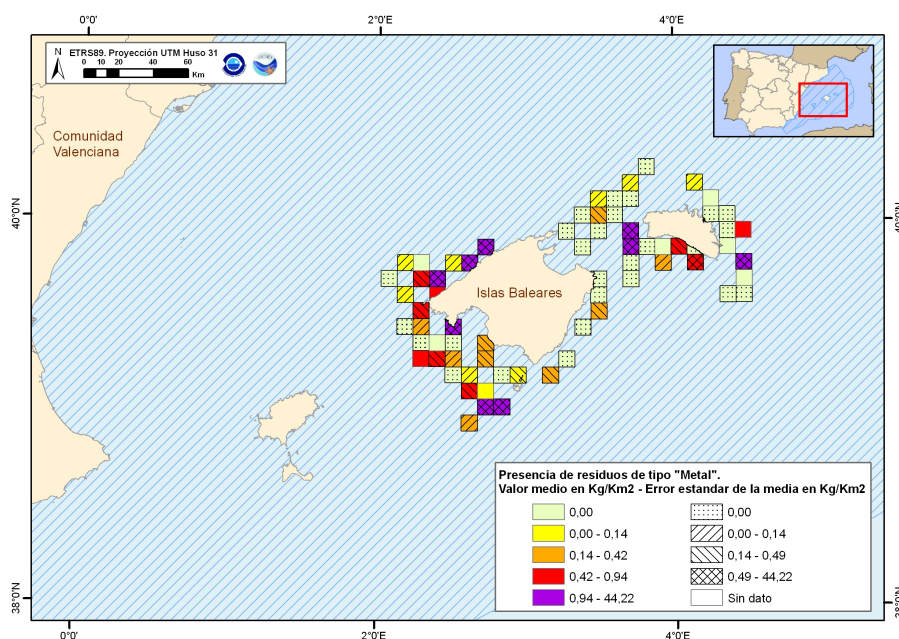 0°0' 2°0'E 4°0'E
N ETRS89. Proyección UTM Huso 31
0 10 20 40 60
Km
Comunidad
Valenciana
40°0'N
40°0'N
Islas Baleares
Presencia de residuos de tipo "Metal".
Valor medio en Kg/Km2 - Error estandar de la media en Kg/Km2
0,00 0,00
0,00 - 0,14 0,00 - 0,14
0,14 - 0,42 0,14 - 0,49
0,42 - 0,94 0,49 - 44,22
0,94 - 44,22 Sin dato
38°0'N
38°0'N
0°0' 2°0'E 4°0'E